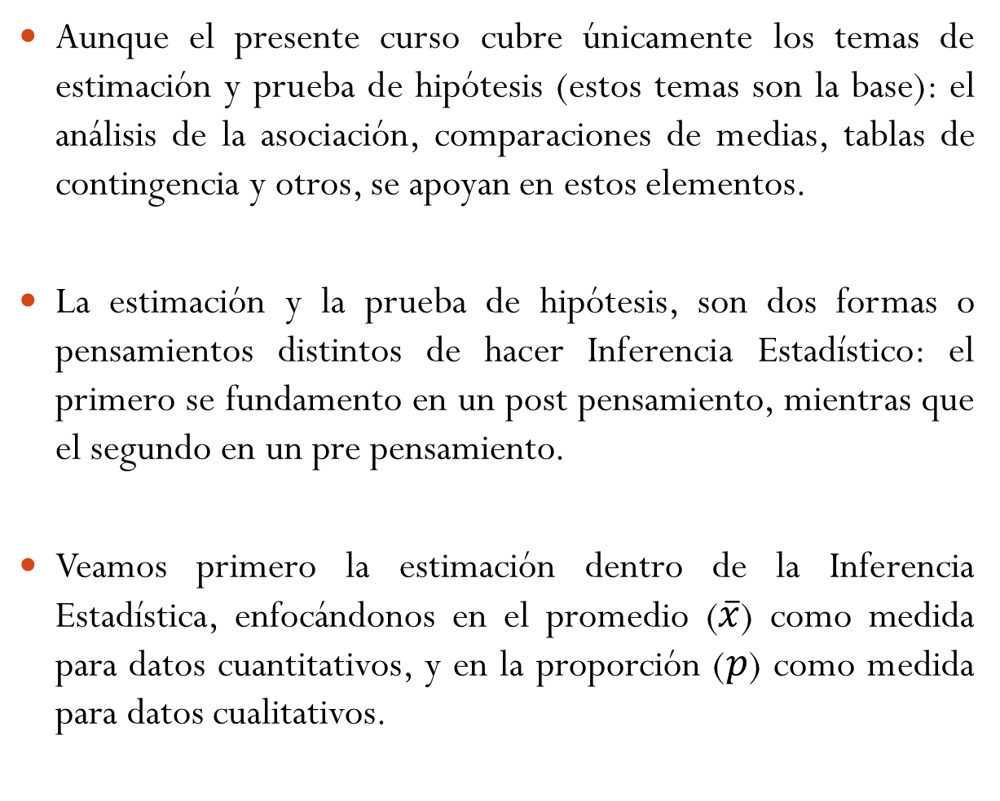 • Aunque el presente curso cubre únicamente los temas de
estimación y prueba de hipótesis (estos temas son la base): el
análisis de la asociación, comparaciones de medias, tablas de
contingencia y otros, se apoyan en estos elementos.
• La estimación y la prueba de hipótesis, son dos formas o
pensamientos distintos de hacer Inferencia Estadístico: el
primero se fundamento en un post pensamiento, mientras que
el segundo en un pre pensamiento.
• Veamos primero la estimación dentro de la Inferencia
Estadística, enfocándonos en el promedio (x̄) como medida
para datos cuantitativos, y en la proporción (p) como medida
para datos cualitativos.